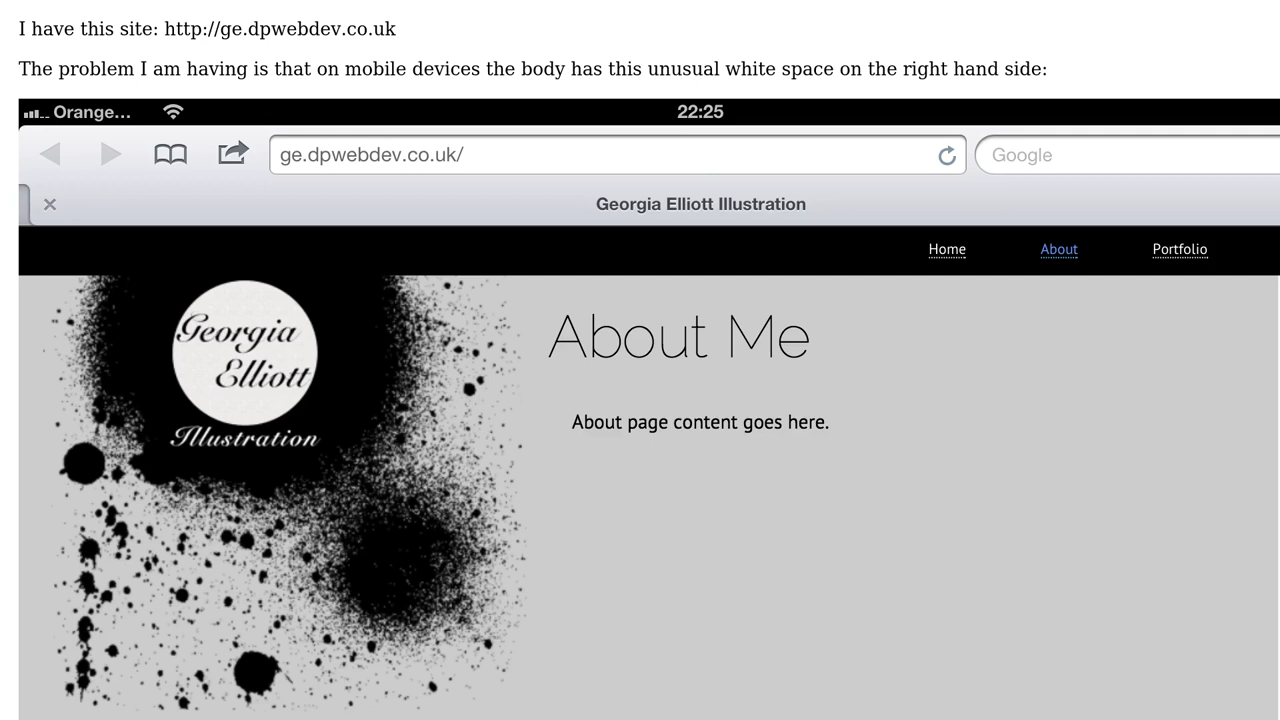 I have this site: http://ge.dpwebdev.co.uk
The problem I am having is that on mobile devices the body has this unusual white space on the right hand side:
Orange... 22:25
ge.dpwebdev.co.uk/ Google
× Georgia Elliott Illustration
Home About Portfolio
Georgia
Elliott
Illustration
About Me
About page content goes here.